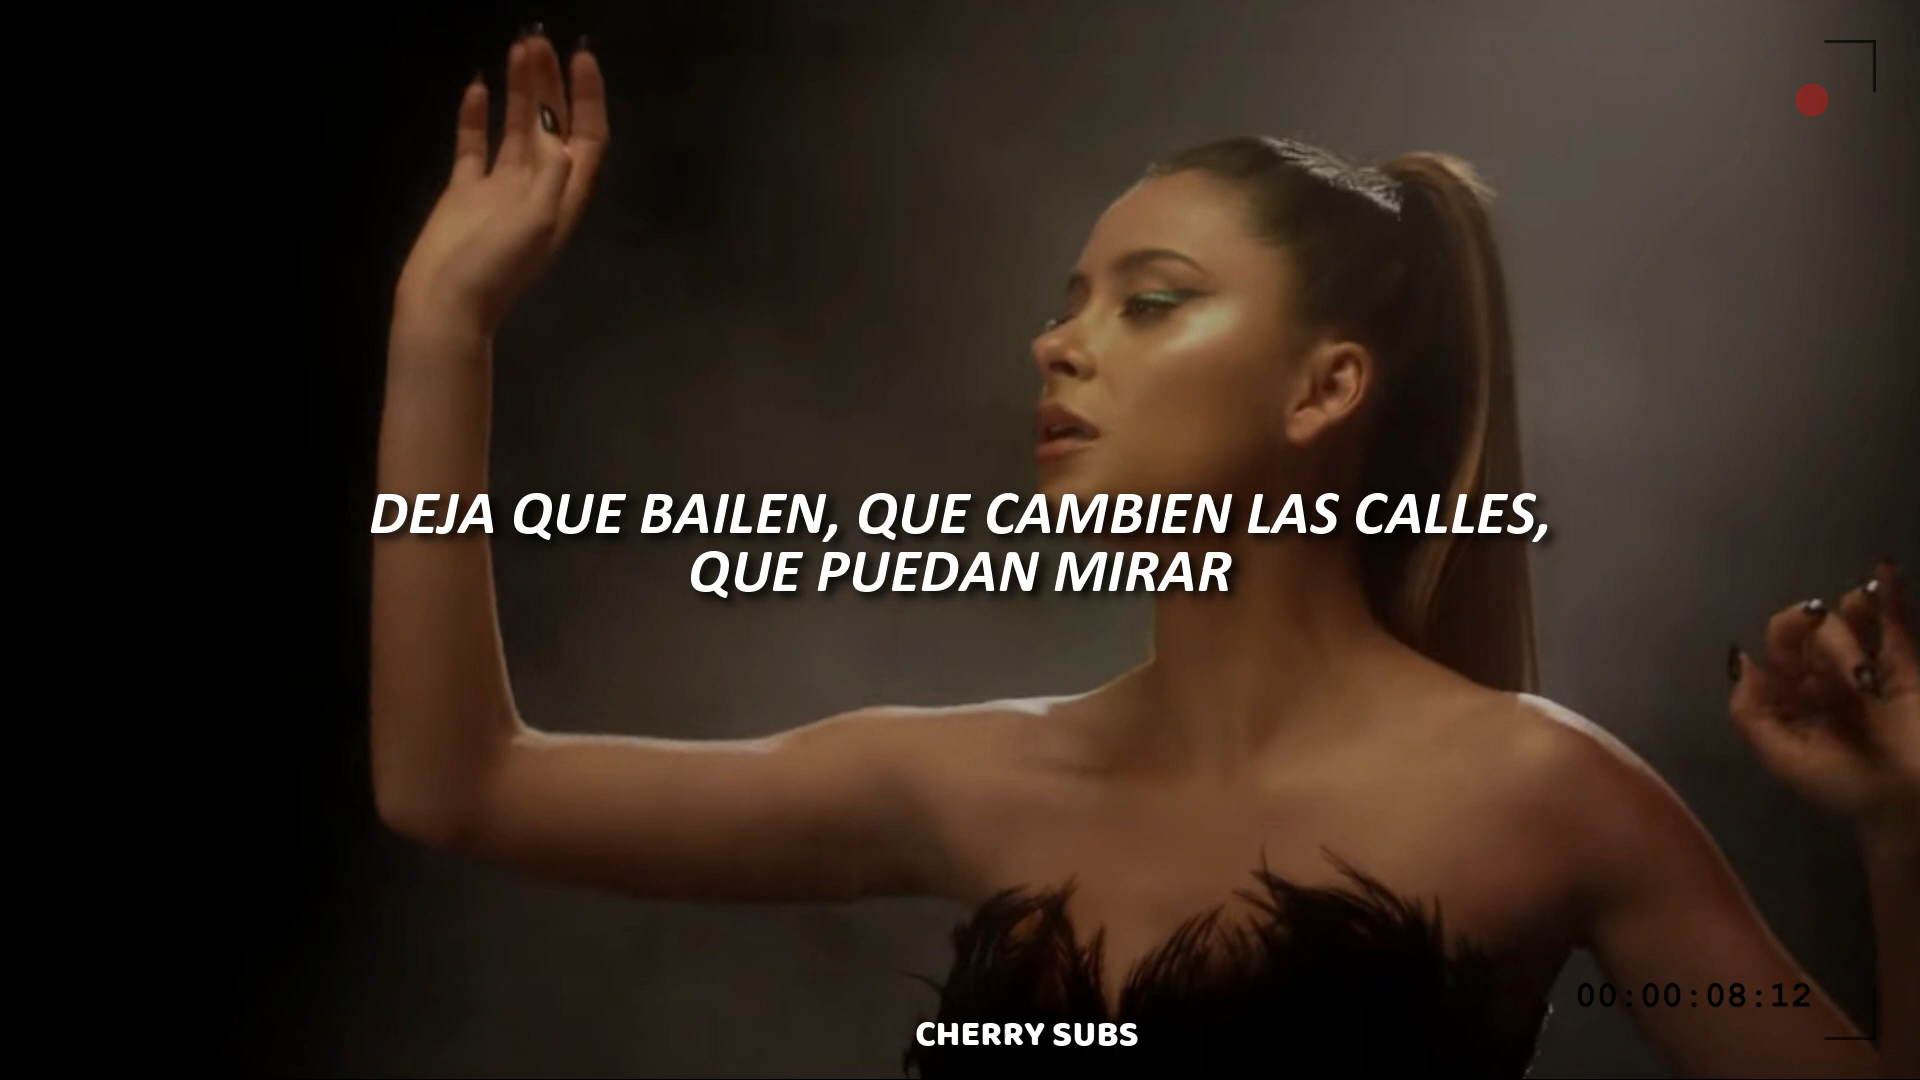 DEJA QUE BAILEN, QUE CAMBIEN LAS CALLES,
QUE PUEDAN MIRAR
00:00:08:12
CHERRY SUBS